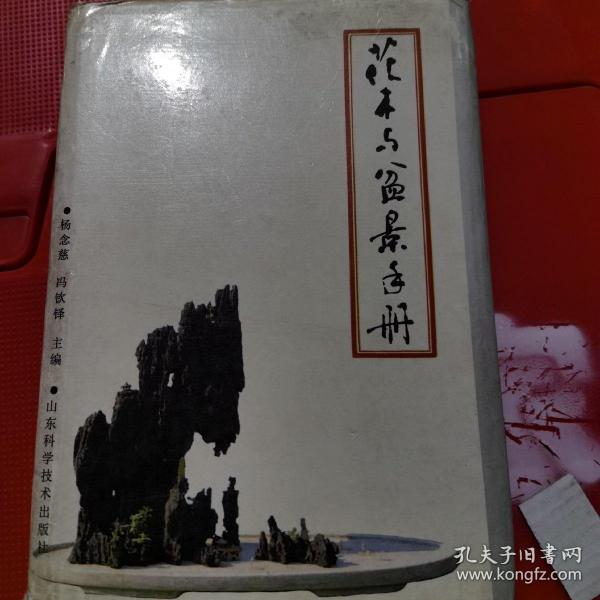 花木与盆景手册
●杨念慈 冯钦铎 主编
●山东科学技术出版社
孔夫子旧书网
www.kongfz.com